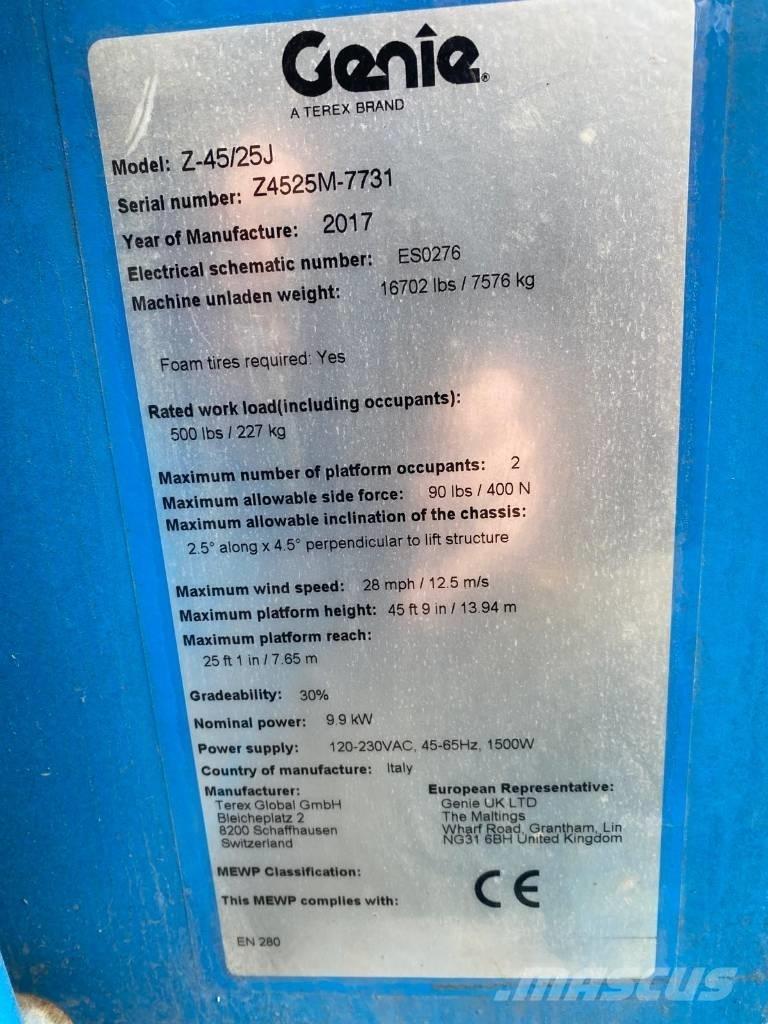 Genie®
A TEREX BRAND
Model: Z-45/25J
Serial number: Z4525M-7731
Year of Manufacture: 2017
Electrical schematic number: ES0276
Machine unladen weight: 16702 lbs / 7576 kg
Foam tires required: Yes
Rated work load(including occupants):
500 lbs / 227 kg
Maximum number of platform occupants: 2
Maximum allowable side force: 90 lbs / 400 N
Maximum allowable inclination of the chassis:
2.5° along x 4.5° perpendicular to lift structure
Maximum wind speed: 28 mph / 12.5 m/s
Maximum platform height: 45 ft 9 in / 13.94 m
Maximum platform reach:
25 ft 1 in / 7.65 m
Gradeability: 30%
Nominal power: 9.9 kW
Power supply: 120-230VAC, 45-65Hz, 1500W
Country of manufacture: Italy
Manufacturer:
Terex Global GmbH
Bleicheplatz 2
8200 Schaffhausen
Switzerland
European Representative:
Genie UK LTD
The Maltings
Wharf Road, Grantham, Lin
NG31 6BH United Kingdom
MEWP Classification:
This MEWP complies with:
CE
EN 280
MASCUS